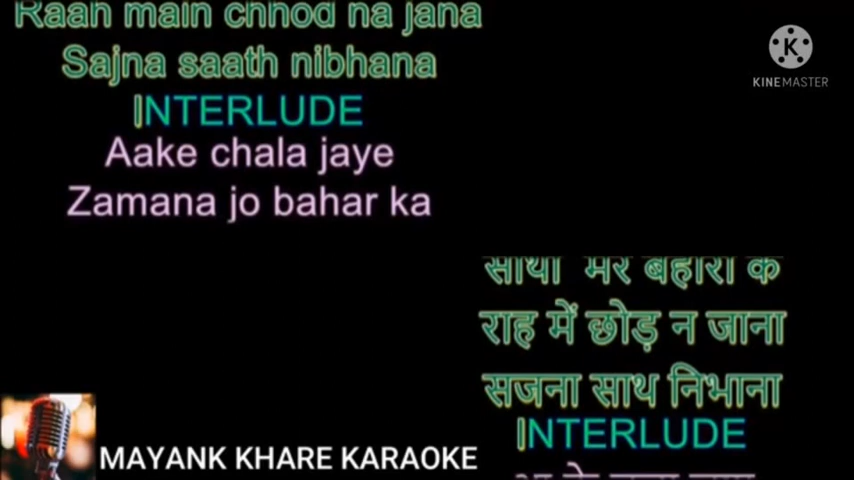 Raah main chhod na jana
Sajna saath nibhana
INTERLUDE
Aake chala jaye
Zamana jo bahar ka
KINEMASTER
साथी मेरे बहारों के
राह में छोड़ न जाना
सजना साथ निभाना
INTERLUDE
MAYANK KHARE KARAOKE